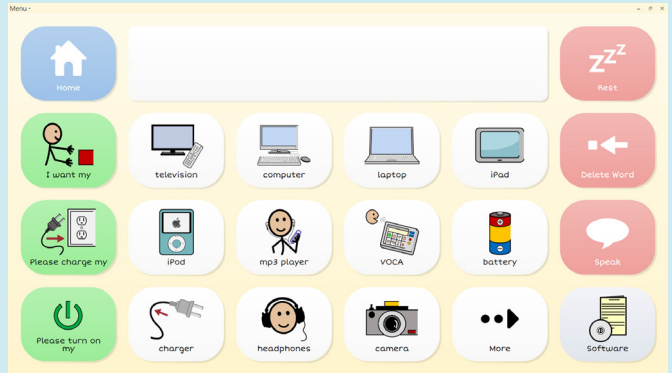 Menu
Home
zzz
Rest
I want my
television
computer
laptop
iPad
Delete Word
Please charge my
iPod
mp3 player
VOCA
battery
Speak
Please turn on
my
charger
headphones
camera
More
Software